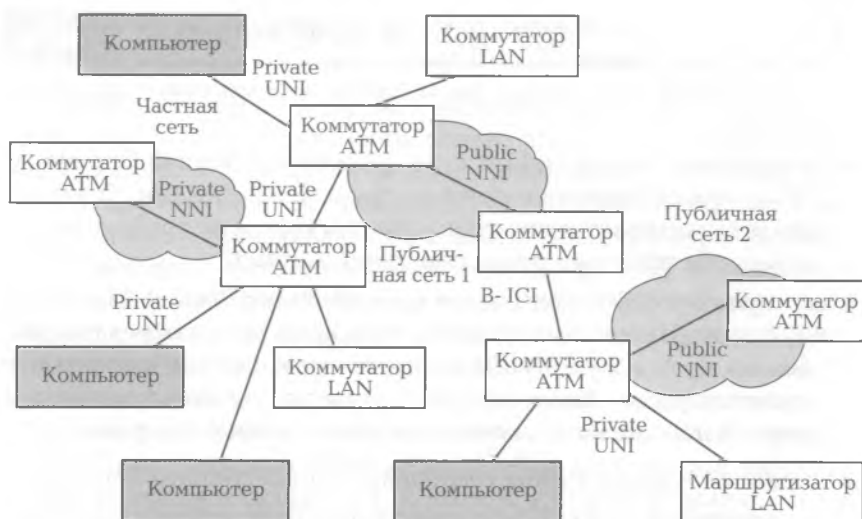 Компьютер
Коммутатор
LAN
Private
UNI
Частная
сеть
Коммутатор
ATM
Public
NNI
Коммутатор
ATM
Private
NNI
Private
UNI
Публичная
сеть 2
Коммутатор
ATM
Публич-
ная сеть 1
Коммутатор
ATM
B- ICI
Коммутатор
ATM
Private
UNI
Public
NNI
Компьютер
Коммутатор
LAN
Коммутатор
ATM
Private
UNI
Компьютер
Компьютер
Маршрутизатор
LAN